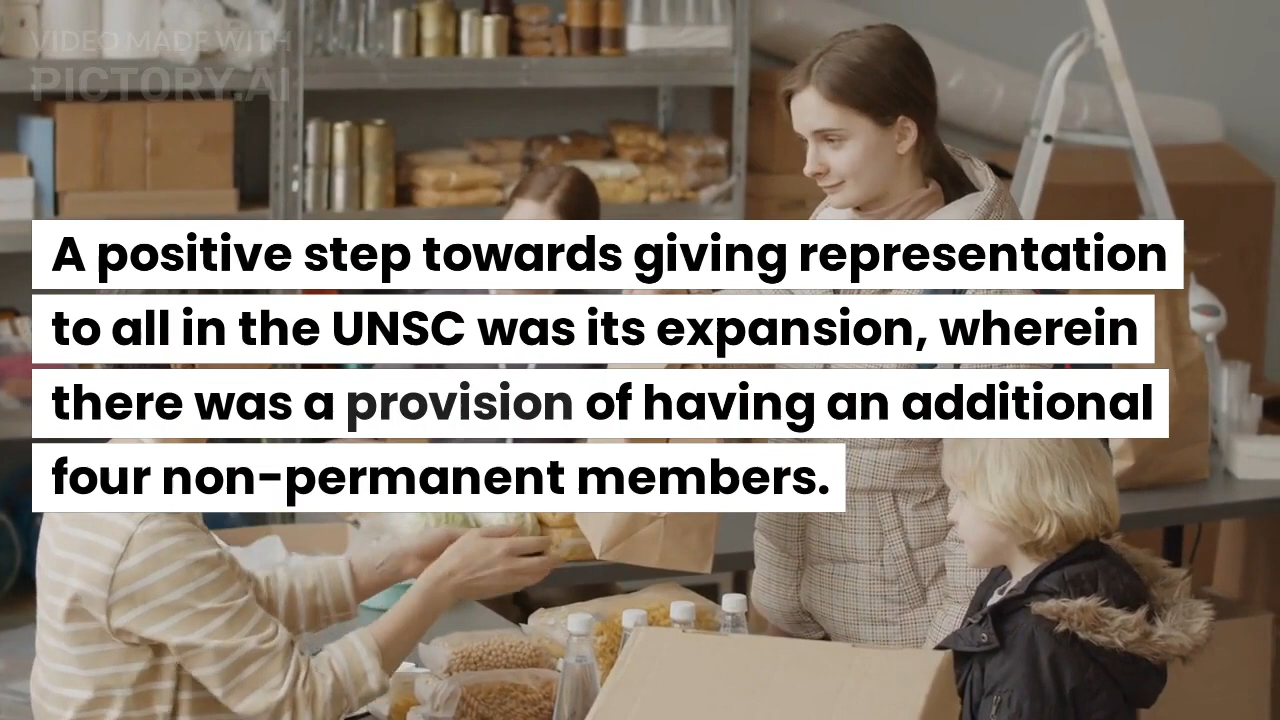 VIDEO MADE WITH
PICTORY.AI
A positive step towards giving representation
to all in the UNSC was its expansion, wherein
there was a provision of having an additional
four non-permanent members.